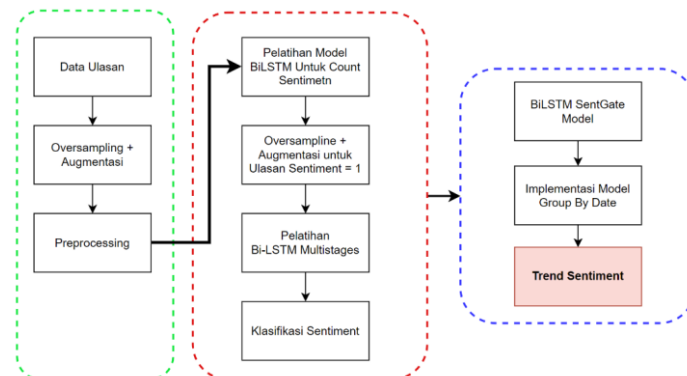 Data Ulasan
Oversampling +
Augmentasi
Preprocessing
Pelatihan Model
BiLSTM Untuk Count
Sentimetn
Oversampline +
Augmentasi untuk
Ulasan Sentiment = 1
Pelatihan
Bi-LSTM Multistages
Klasifikasi Sentiment
BiLSTM SentGate
Model
Implementasi Model
Group By Date
Trend Sentiment